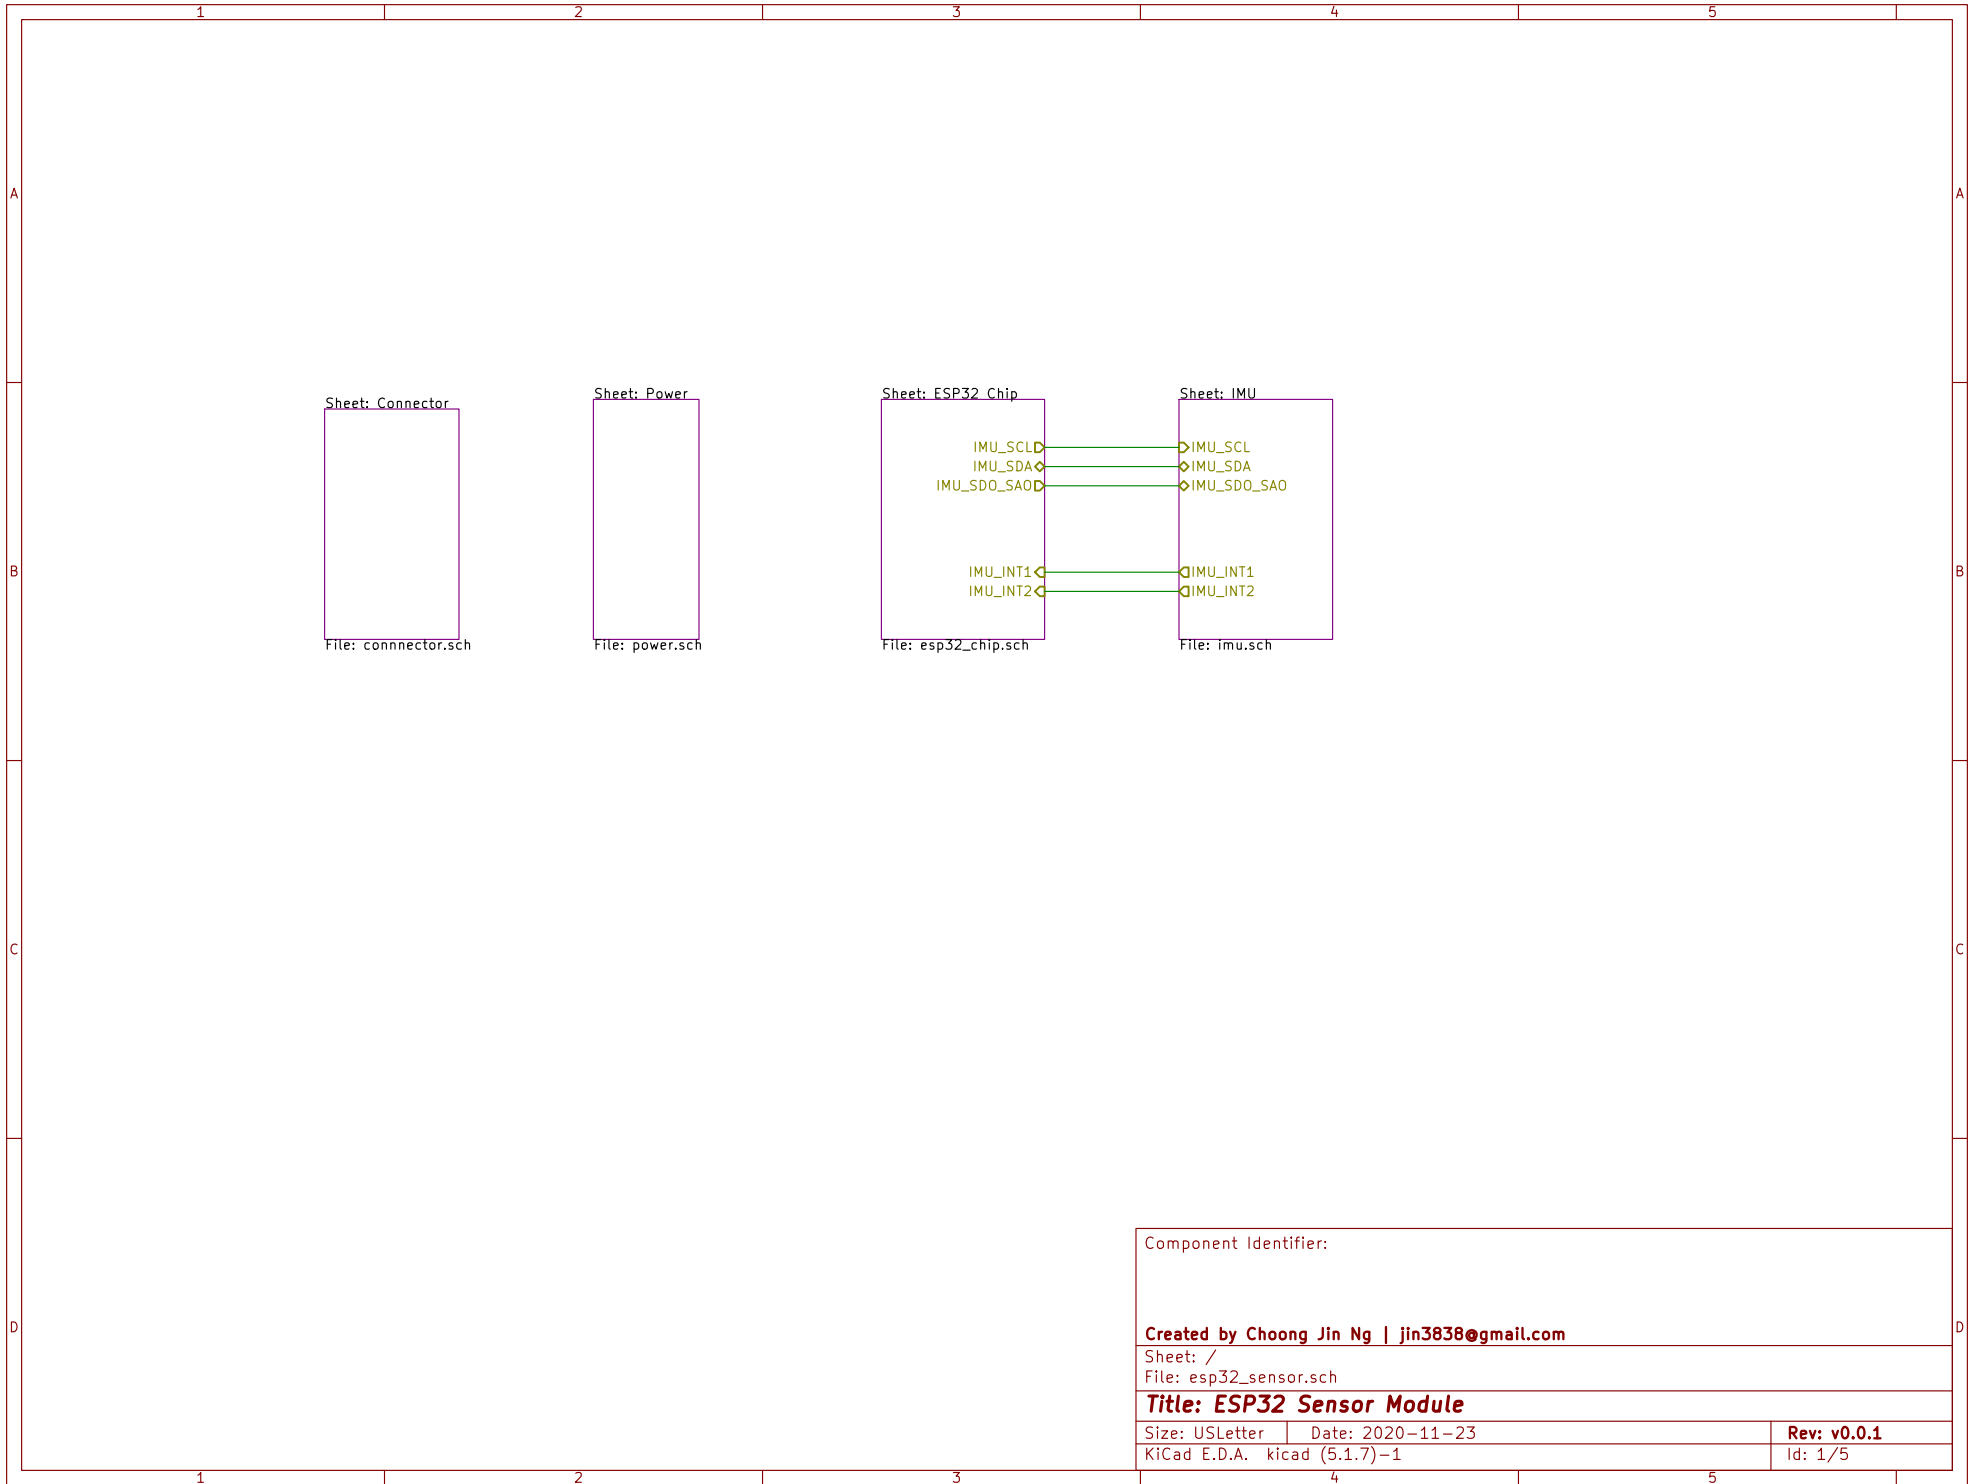 1 2 3 4 5
A A
Sheet: Connector
Sheet: Power
Sheet: ESP32 Chip
Sheet: IMU
IMU_SCL IMU_SCL
IMU_SDA IMU_SDA
IMU_SDO_SAO IMU_SDO_SAO
B B
IMU_INT1 IMU_INT1
IMU_INT2 IMU_INT2
File: connnector.sch
File: power.sch
File: esp32_chip.sch
File: imu.sch
C C
Component Identifier:
D D
Created by Choong Jin Ng | jin3838@gmail.com
Sheet: /
File: esp32_sensor.sch
Title: ESP32 Sensor Module
Size: USLetter Date: 2020-11-23 Rev: v0.0.1
KiCad E.D.A. kicad (5.1.7)-1 Id: 1/5
1 2 3 4 5